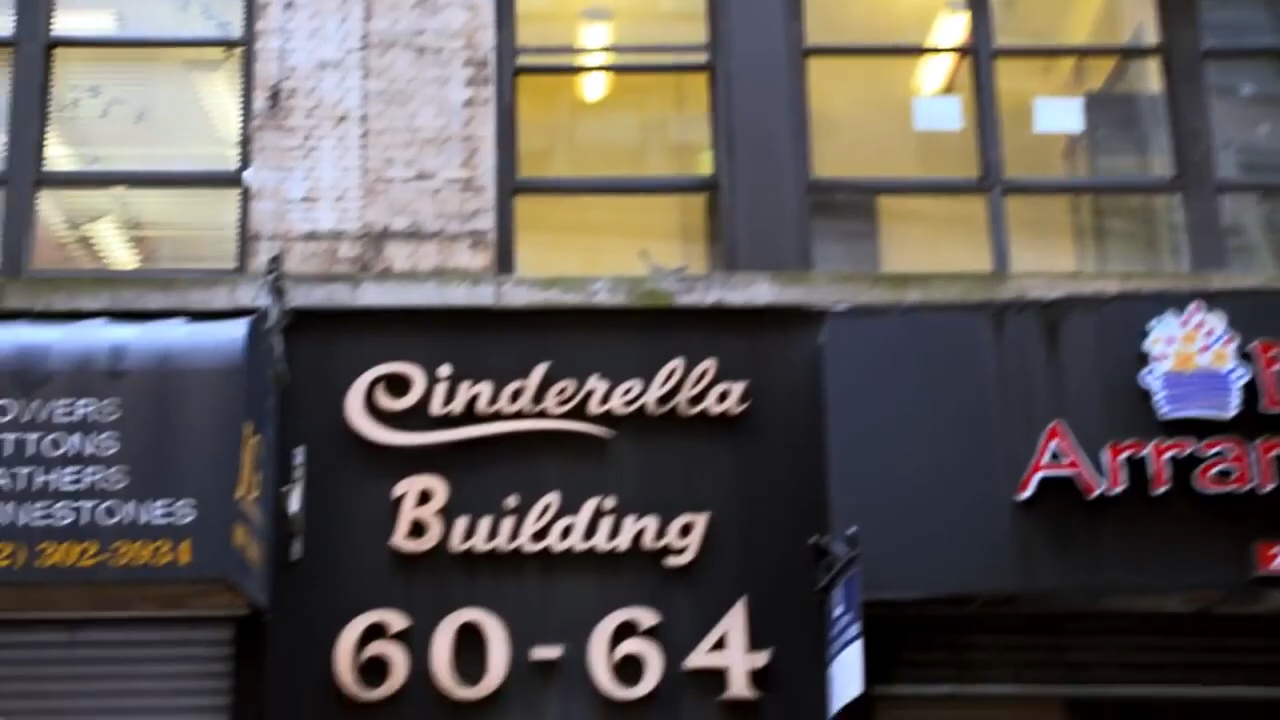 OWERS
TTONS
ATHERS
NESTONES
2) 302-3934
Cinderella
Building
60-64
Arran